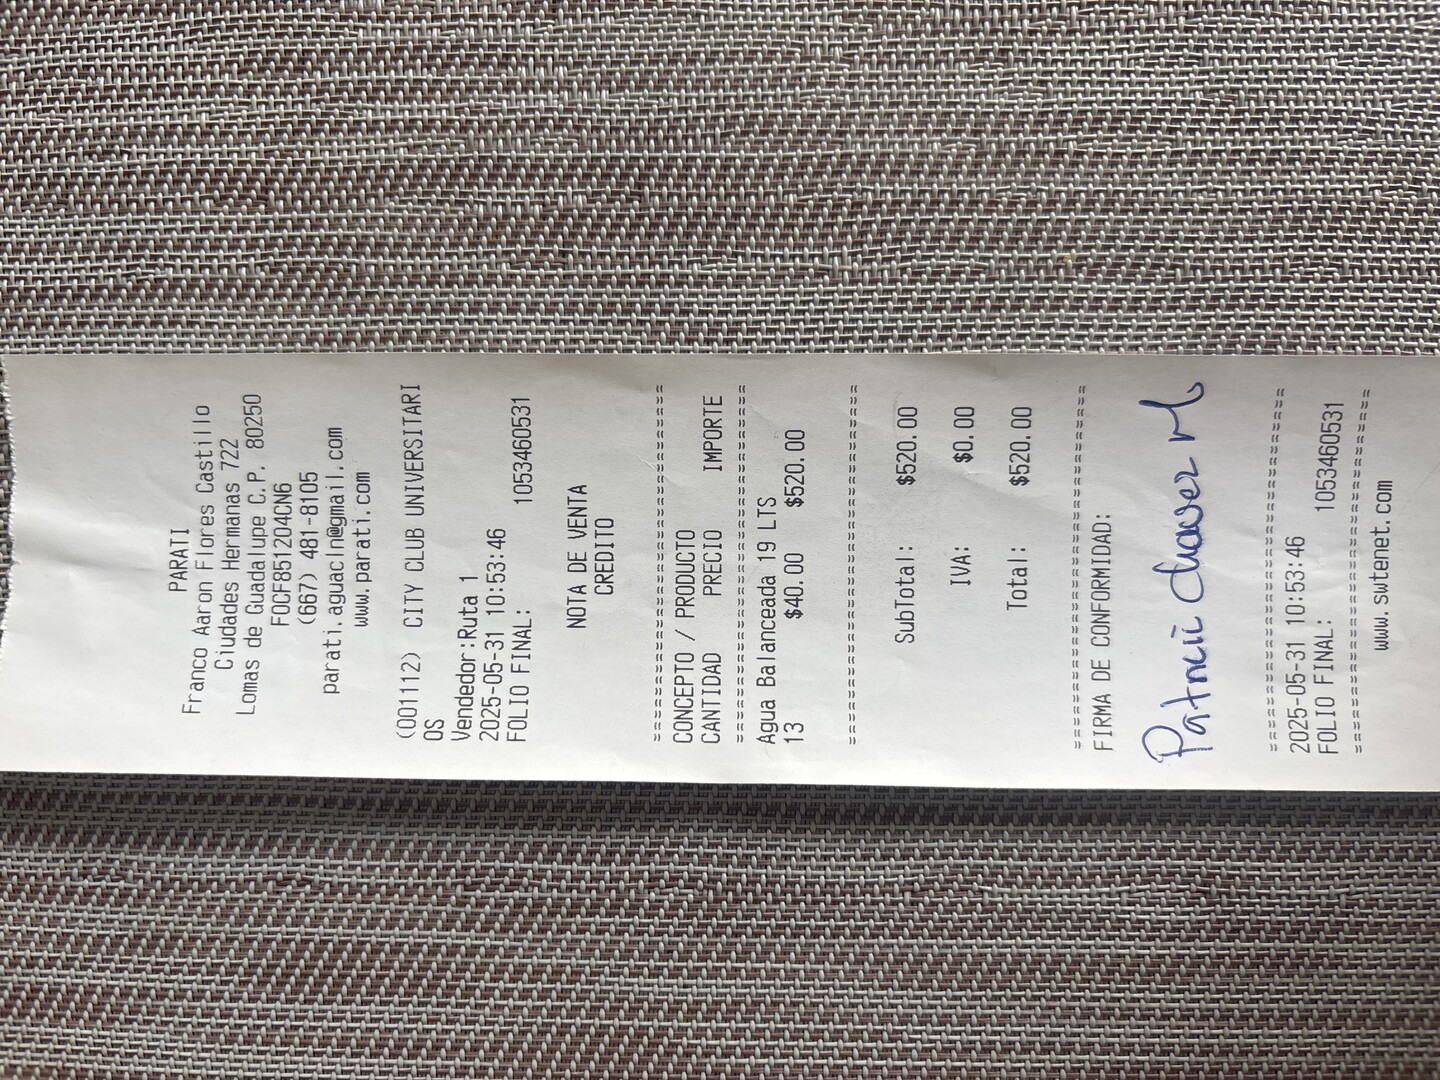 PARATI
Franco Aaron Flores Castillo
Ciudades Hermanas 722
Lomas de Guadalupe C.P. 80250
FOCF851204CN6
(667) 481-8105
parati.aguacln@gmail.com
www.parati.com
(001112) CITY CLUB UNIVERSITARI
OS
Vendedor:Ruta 1
2025-05-31 10:53:46
FOLIO FINAL: 1053460531
NOTA DE VENTA
CREDITO
==============================
CONCEPTO / PRODUCTO
CANTIDAD PRECIO IMPORTE
==============================
Agua Balanceada 19 LTS
13 $40.00 $520.00
==============================
SubTotal: $520.00
IVA: $0.00
Total: $520.00
==============================
FIRMA DE CONFORMIDAD:
Patricia Chavez
==============================
2025-05-31 10:53:46
FOLIO FINAL: 1053460531
==============================
www.swtenet.com